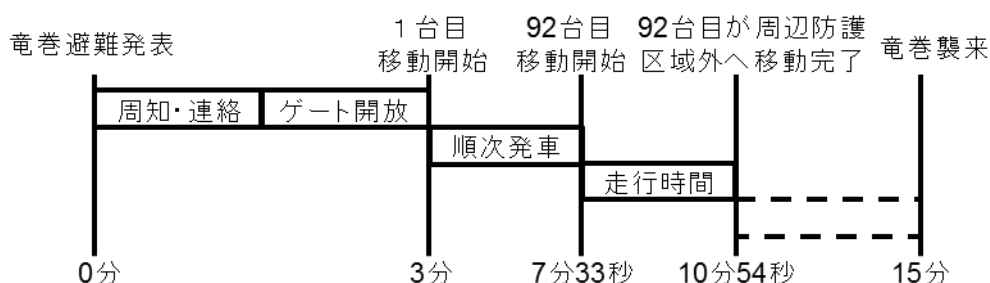 竜巻避難発表
1台目
移動開始
92台目
移動開始
92台目が周辺防護
区域外へ移動完了
竜巻襲来
周知・連絡
ゲート開放
順次発車
走行時間
0分
3分
7分33秒
10分54秒
15分